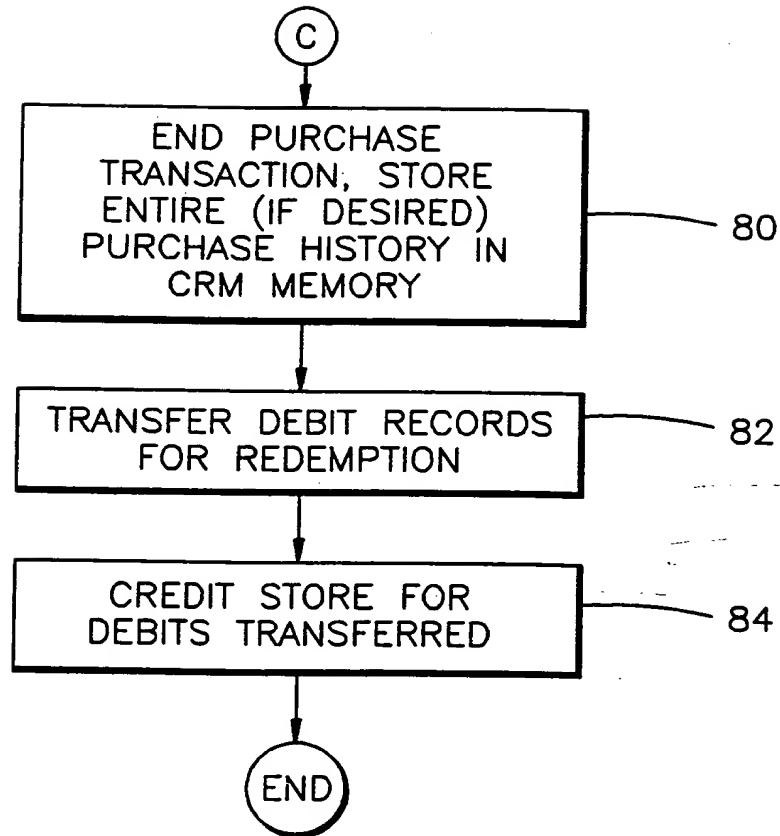 C
END PURCHASE
TRANSACTION, STORE
ENTIRE (IF DESIRED)
PURCHASE HISTORY IN
CRM MEMORY
80
TRANSFER DEBIT RECORDS
FOR REDEMPTION
82
CREDIT STORE FOR
DEBITS TRANSFERRED
84
END